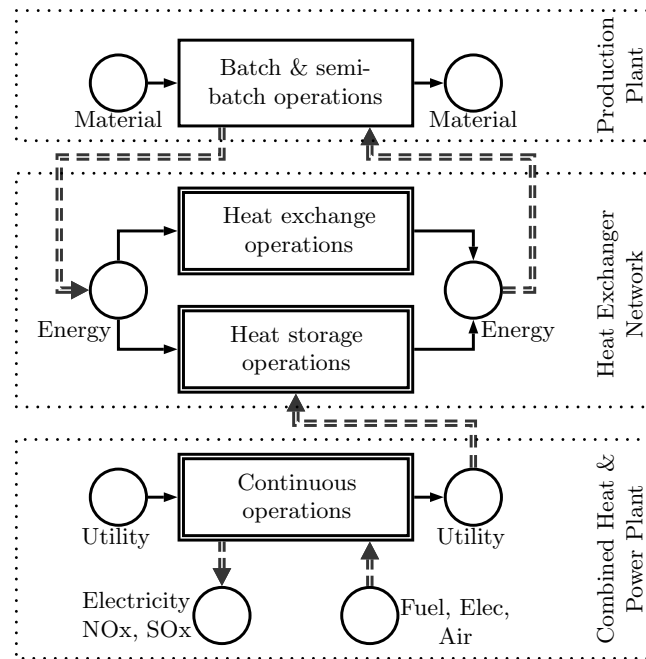 Batch & semi-
batch operations
Material
Material
Production
Plant
Heat exchange
operations
Energy
Energy
Heat storage
operations
Heat Exchanger
Network
Continuous
operations
Utility
Utility
Electricity
NOx, SOx
Fuel, Elec,
Air
Combined Heat &
Power Plant